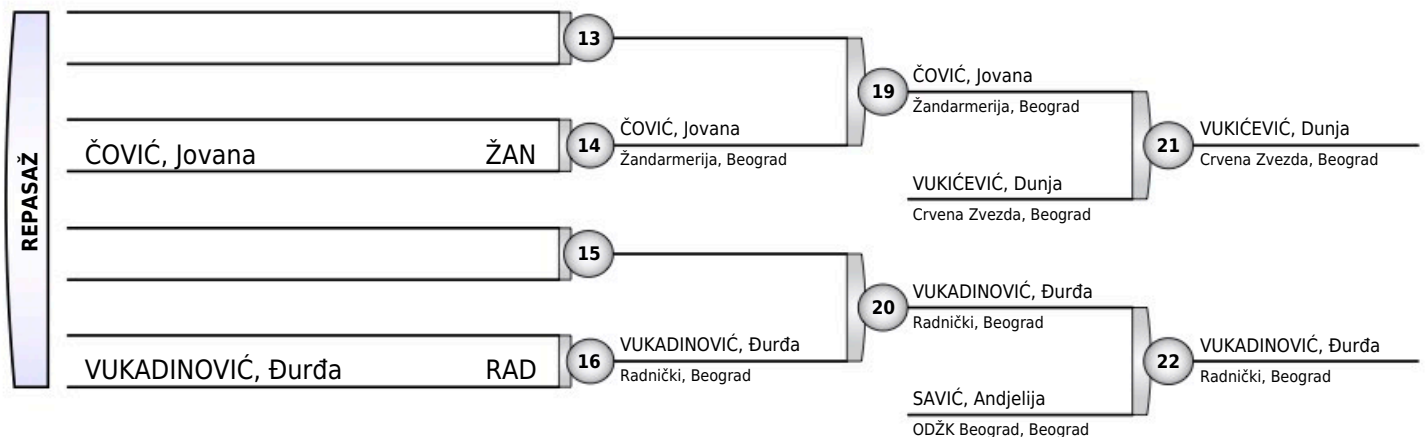 REPASAŽ
13
19
ČOVIĆ, Jovana
Žandarmerija, Beograd
ČOVIĆ, Jovana ŽAN
14
ČOVIĆ, Jovana
Žandarmerija, Beograd
21
VUKIĆEVIĆ, Dunja
Crvena Zvezda, Beograd
VUKIĆEVIĆ, Dunja
Crvena Zvezda, Beograd
15
20
VUKADINOVIĆ, Đurđa
Radnički, Beograd
VUKADINOVIĆ, Đurđa RAD
16
VUKADINOVIĆ, Đurđa
Radnički, Beograd
22
VUKADINOVIĆ, Đurđa
Radnički, Beograd
SAVIĆ, Andjelija
ODŽK Beograd, Beograd